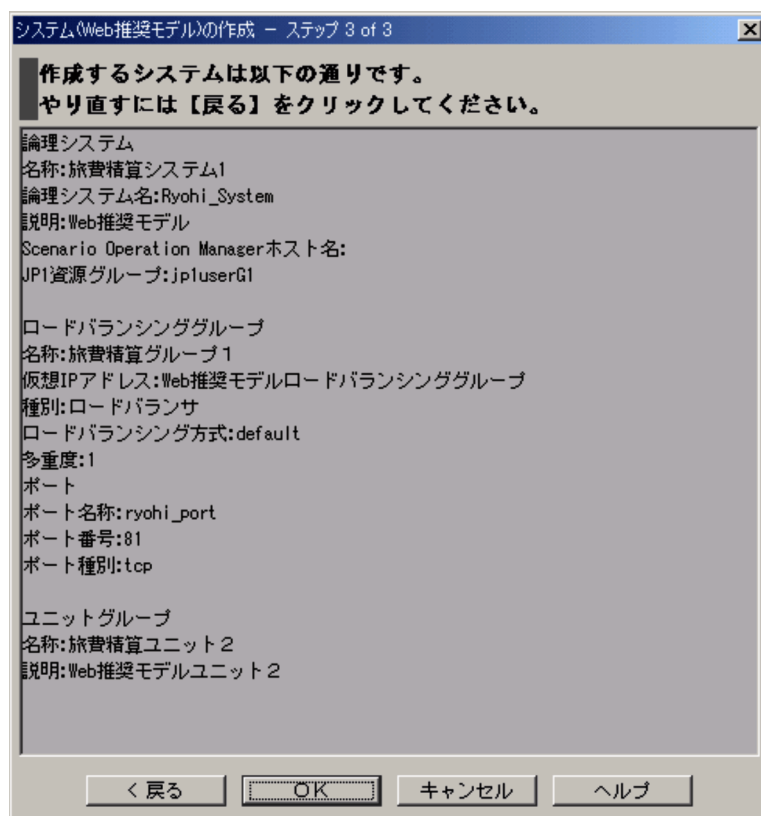 システム(Web推奨モデル)の作成 － ステップ 3 of 3
作成するシステムは以下の通りです。
やり直すには【戻る】をクリックしてください。
論理システム
名称:旅費精算システム1
論理システム名:Ryohi_System
説明:Web推奨モデル
Scenario Operation Managerホスト名:
JP1資源グループ:jp1userG1
ロードバランシンググループ
名称:旅費精算グループ１
仮想IPアドレス:Web推奨モデルロードバランシンググループ
種別:ロードバランサ
ロードバランシング方式:default
多重度:1
ポート
ポート名称:ryohi_port
ポート番号:81
ポート種別:tcp
ユニットグループ
名称:旅費精算ユニット２
説明:Web推奨モデルユニット２
< 戻る
OK
キャンセル
ヘルプ